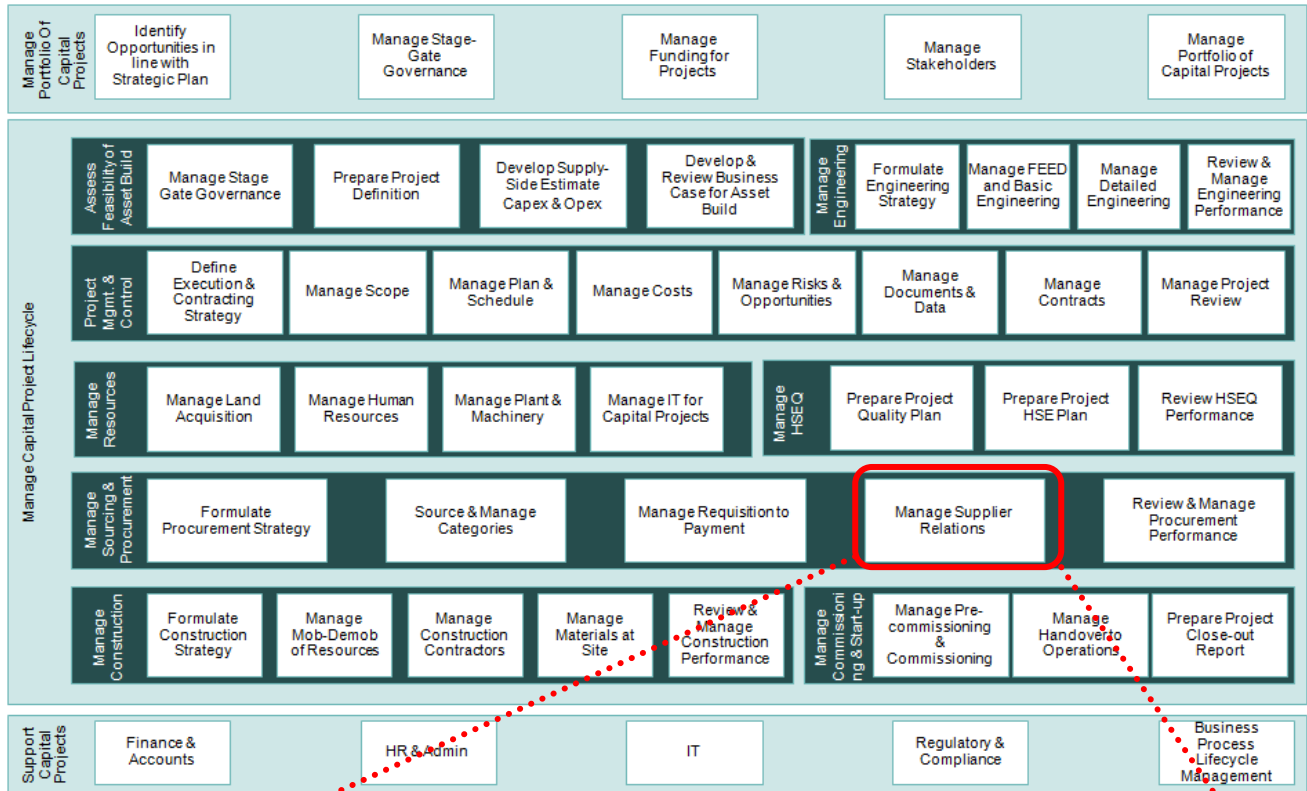 Manage
Portfolio Of
Capital
Projects
Identify
Opportunities in
line with
Strategic Plan
Manage Stage-
Gate
Governance
Manage
Funding for
Projects
Manage
Stakeholders
Manage
Portfolio of
Capital Projects
Manage Capital Project Lifecycle
Assess
Feasibility of
Asset Build
Manage Stage
Gate Governance
Prepare Project
Definition
Develop Supply-
Side Estimate
Capex & Opex
Develop &
Review Business
Case for Asset
Build
Manage
Engineering
Formulate
Engineering
Strategy
Manage FEED
and Basic
Engineering
Manage
Detailed
Engineering
Review &
Manage
Engineering
Performance
Project
Mgmt. &
Control
Define
Execution &
Contracting
Strategy
Manage Scope
Manage Plan &
Schedule
Manage Costs
Manage Risks &
Opportunities
Manage
Documents &
Data
Manage
Contracts
Manage Project
Review
Manage
Resources
Manage Land
Acquisition
Manage Human
Resources
Manage Plant &
Machinery
Manage IT for
Capital Projects
Manage
HSEQ
Prepare Project
Quality Plan
Prepare Project
HSE Plan
Review HSEQ
Performance
Manage
Sourcing &
Procurement
Formulate
Procurement Strategy
Source & Manage
Categories
Manage Requisition to
Payment
Manage Supplier
Relations
Review & Manage
Procurement
Performance
Manage
Construction
Formulate
Construction
Strategy
Manage
Mob-Demob
of Resources
Manage
Construction
Contractors
Manage
Materials at
Site
Review &
Manage
Construction
Performance
Manage
Commissioni
ng & Start-up
Manage Pre-
commissioning
&
Commissioning
Manage
Handover to
Operations
Prepare Project
Close-out
Report
Support
Capital
Projects
Finance &
Accounts
HR & Admin
IT
Regulatory &
Compliance
Business
Process
Lifecycle
Management